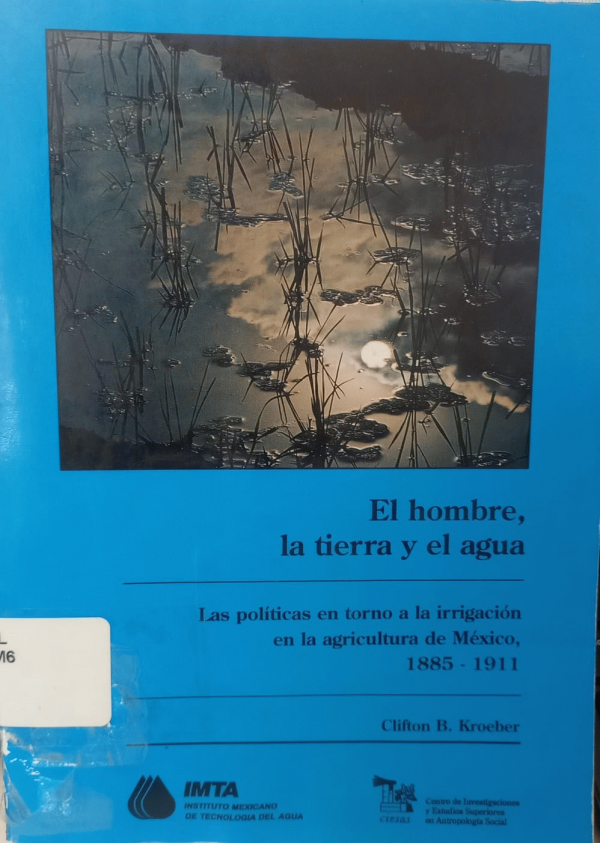 El hombre,
la tierra y el agua
Las políticas en torno a la irrigación
en la agricultura de México,
1885 - 1911
L
M6
Clifton B. Kroeber
IMTA
INSTITUTO MEXICANO
DE TECNOLOGIA DEL AGUA
CIESAS
Centro de Investigaciones
y Estudios Superiores
en Antropología Social